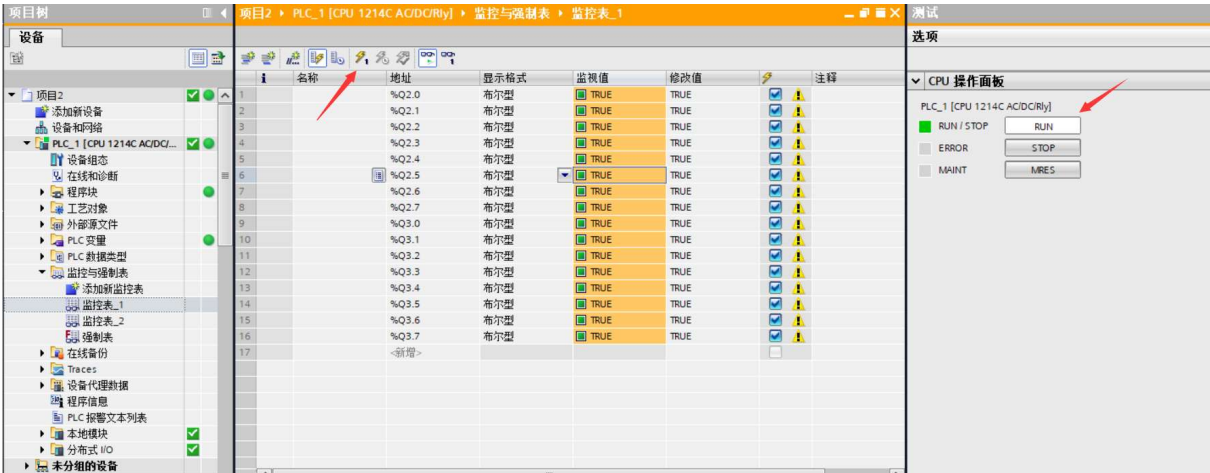 项目树
项目2 ▸ PLC_1 [CPU 1214C AC/DC/Rly] ▸ 监控与强制表 ▸ 监控表_1
测试
设备
选项
i 名称 地址 显示格式 监视值 修改值 注释
CPU 操作面板
PLC_1 [CPU 1214C AC/DC/Rly]
RUN / STOP RUN
ERROR STOP
MAINT MRES
项目2
添加新设备
设备和网络
PLC_1 [CPU 1214C AC/DC/...
设备组态
在线和诊断
程序块
工艺对象
外部源文件
PLC 变量
PLC 数据类型
监控与强制表
添加新监控表
监控表_1
监控表_2
强制表
在线备份
Traces
设备代理数据
程序信息
PLC 报警文本列表
本地模块
分布式 I/O
未分组的设备
1 %Q2.0 布尔型 TRUE TRUE
2 %Q2.1 布尔型 TRUE TRUE
3 %Q2.2 布尔型 TRUE TRUE
4 %Q2.3 布尔型 TRUE TRUE
5 %Q2.4 布尔型 TRUE TRUE
6 %Q2.5 布尔型 TRUE TRUE
7 %Q2.6 布尔型 TRUE TRUE
8 %Q2.7 布尔型 TRUE TRUE
9 %Q3.0 布尔型 TRUE TRUE
10 %Q3.1 布尔型 TRUE TRUE
11 %Q3.2 布尔型 TRUE TRUE
12 %Q3.3 布尔型 TRUE TRUE
13 %Q3.4 布尔型 TRUE TRUE
14 %Q3.5 布尔型 TRUE TRUE
15 %Q3.6 布尔型 TRUE TRUE
16 %Q3.7 布尔型 TRUE TRUE
17 <新增>